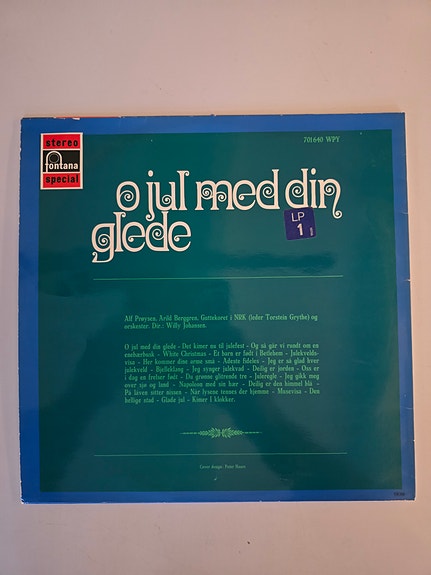 stereo
fontana
special
701640 WPY
o jul med din
glede
LP
1
Alf Prøysen, Arild Berggren, Guttekoret i NRK (leder Torstein Grythe) og
orkester. Dir.: Willy Johansen.
O jul med din glede - Det kimer nu til julefest - Og så går vi rundt om en
enebærbusk - White Christmas - Et barn er født i Betlehem - Julekvelds-
visa - Her kommer dine arme små - Adeste fideles - Jeg er så glad hver
julekveld - Bjelleklang - Jeg synger julekvad - Deilig er jorden - Oss er
i dag en frelser født - Du grønne glitrende tre - Julereglе - Jeg gikk meg
over sjø og land - Napoleon med sin hær - Deilig er den himmel blå -
På låven sitter nissen - Når lysene tennes der hjemme - Musevisa - Den
hellige stad - Glade jul - Kimer I klokker.
Cover design: